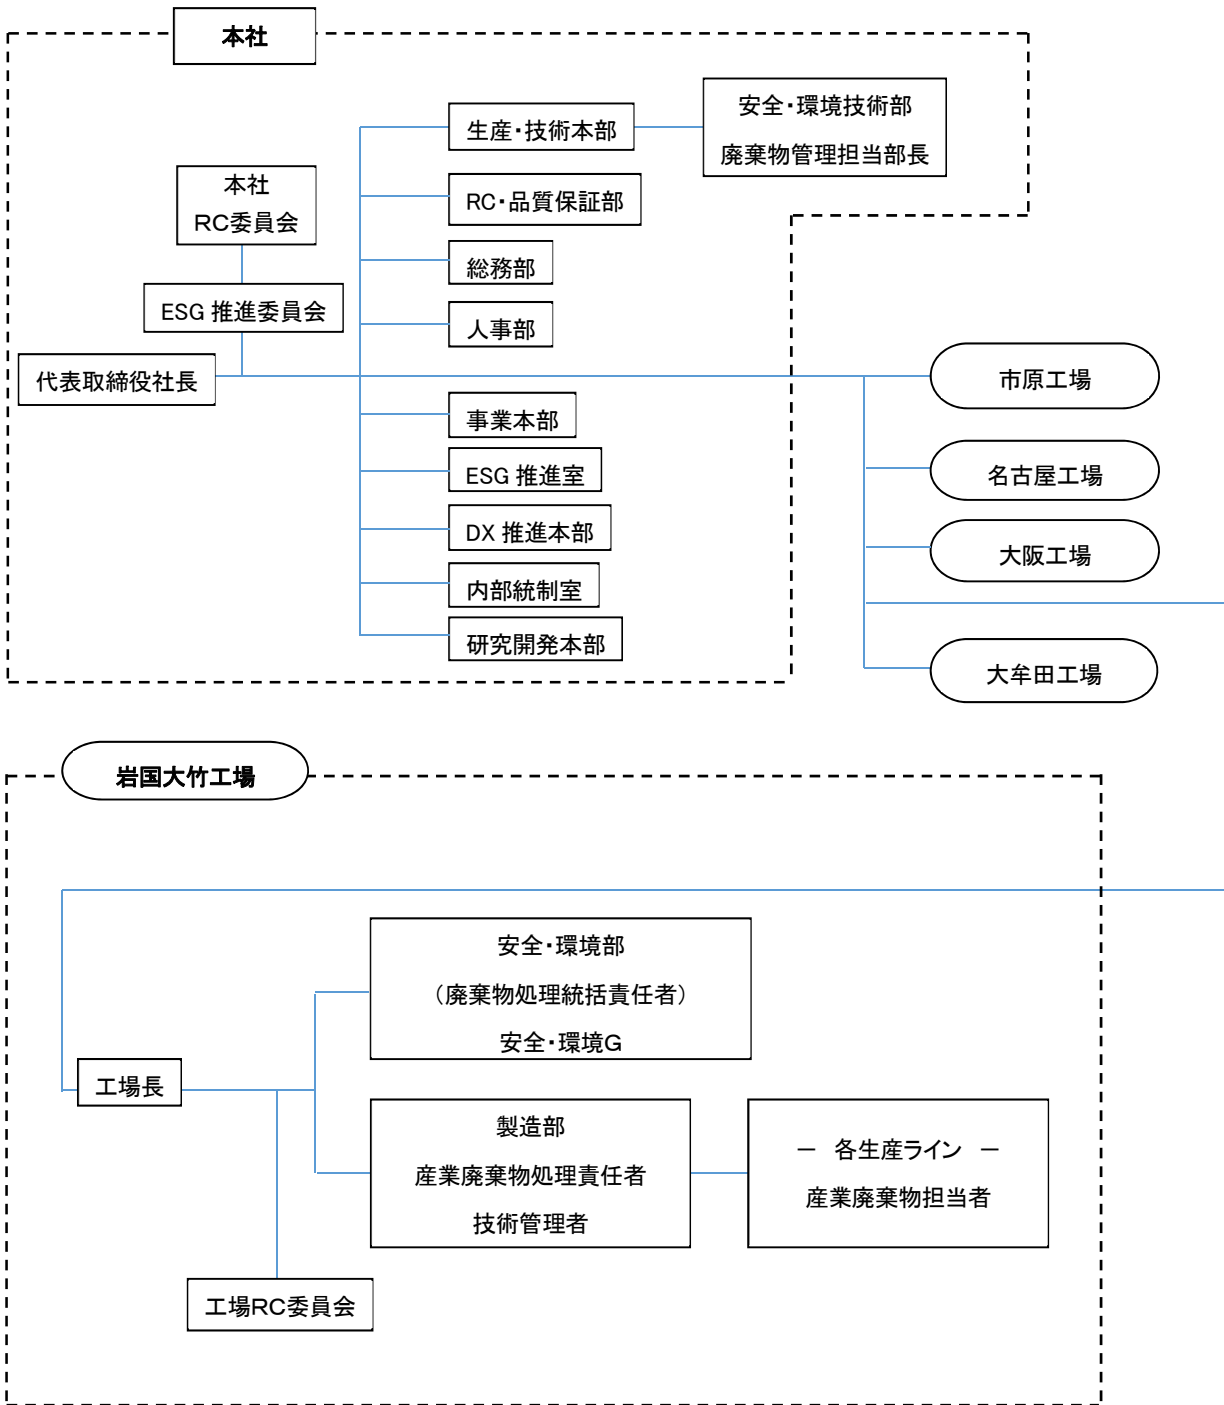 本社
安全・環境技術部
廃棄物管理担当部長
生産・技術本部
RC・品質保証部
本社
RC委員会
総務部
ESG 推進委員会
人事部
代表取締役社長
事業本部
ESG 推進室
DX 推進本部
内部統制室
研究開発本部
市原工場
名古屋工場
大阪工場
大牟田工場
岩国大竹工場
安全・環境部
（廃棄物処理統括責任者）
安全・環境G
工場長
製造部
産業廃棄物処理責任者
技術管理者
－ 各生産ライン －
産業廃棄物担当者
工場RC委員会